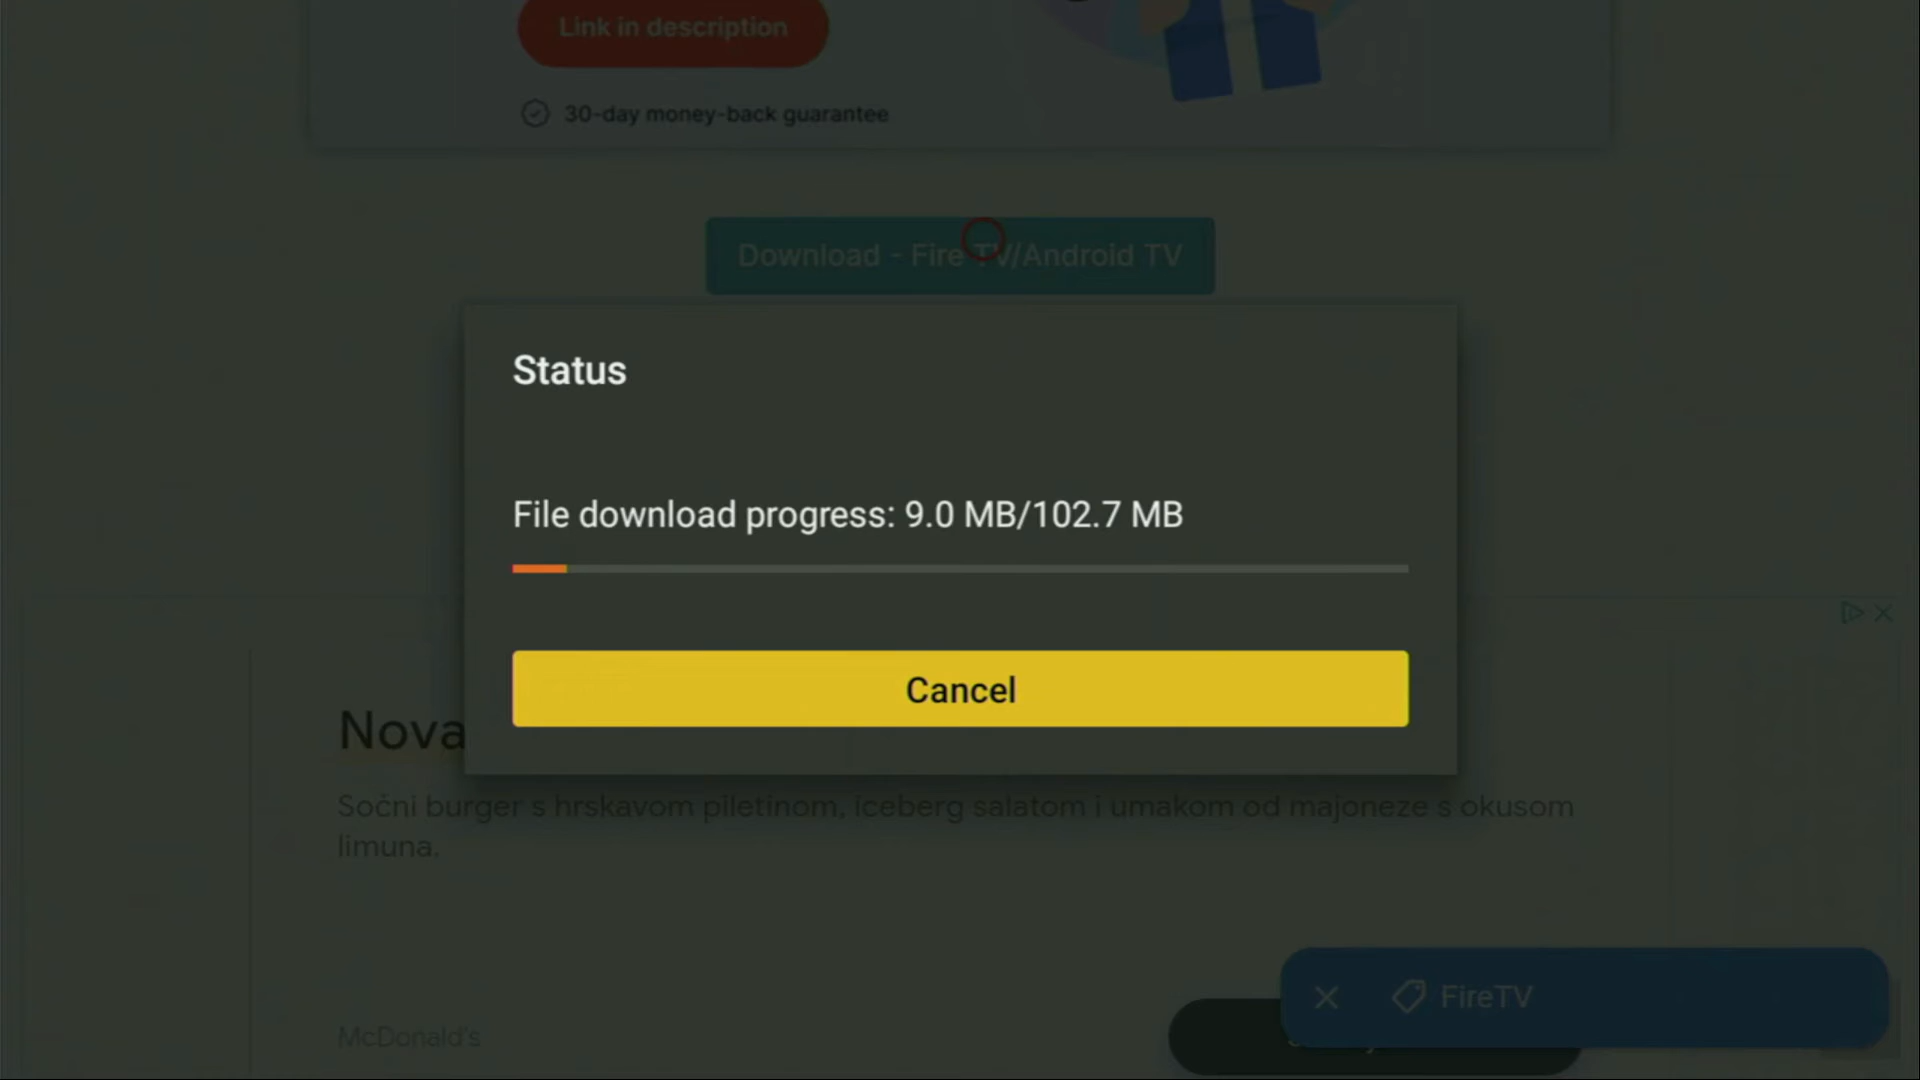 Link in description
30-day money-back guarantee
Download - Fire TV/Android TV
Status
File download progress: 9.0 MB/102.7 MB
Cancel
Nova
Sočni burger s hrskavom piletinom, iceberg salatom i umakom od majoneze s okusom
limuna.
FireTV
McDonald's